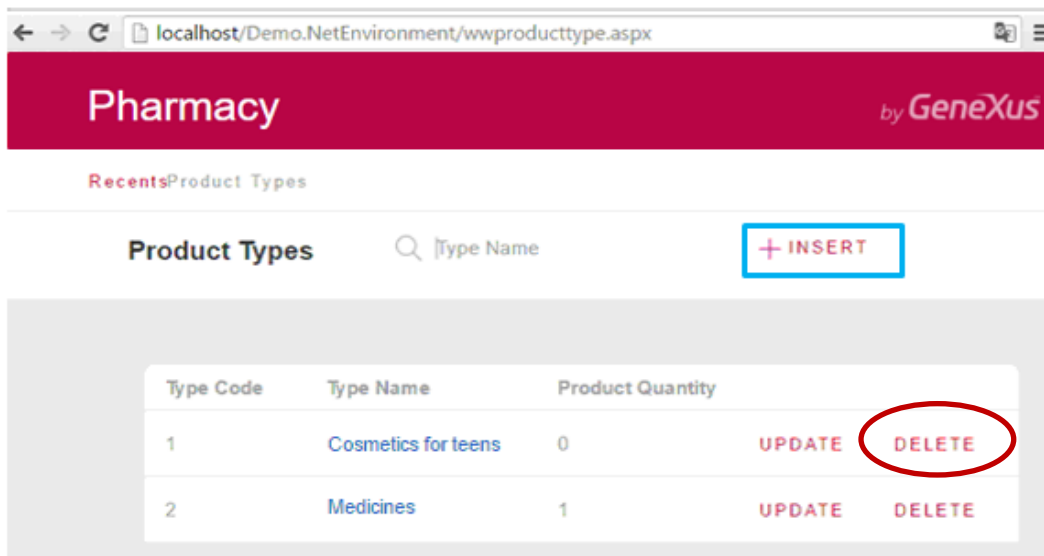 localhost/Demo.NetEnvironment/wwproducttype.aspx
Pharmacy by GeneXus
RecentsProduct Types
Product Types Type Name + INSERT
Type Code Type Name Product Quantity
1 Cosmetics for teens 0 UPDATE DELETE
2 Medicines 1 UPDATE DELETE